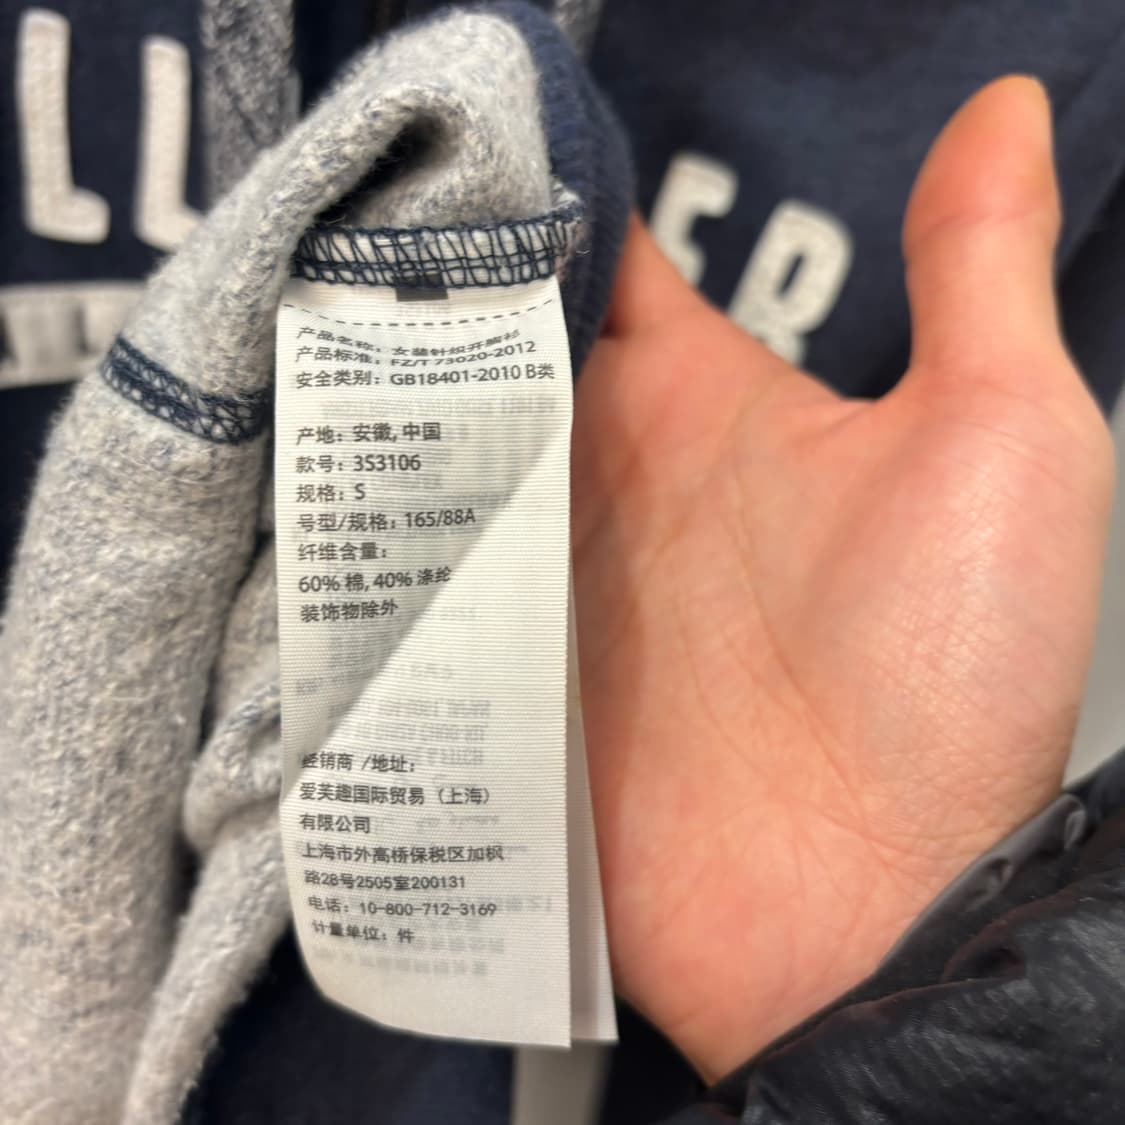 LL
ER
产品名称：女装针织开胸衫
产品标准：FZ/T 73020-2012
安全类别：GB18401-2010 B类
产地：安徽,中国
款号：3S3106
规格：S
号型/规格：165/88A
纤维含量：
60% 棉, 40% 涤纶
装饰物除外
经销商 /地址：
爱芙趣国际贸易（上海）
有限公司
上海市外高桥保税区加枫
路28号2505室200131
电话：10-800-712-3169
计量单位：件